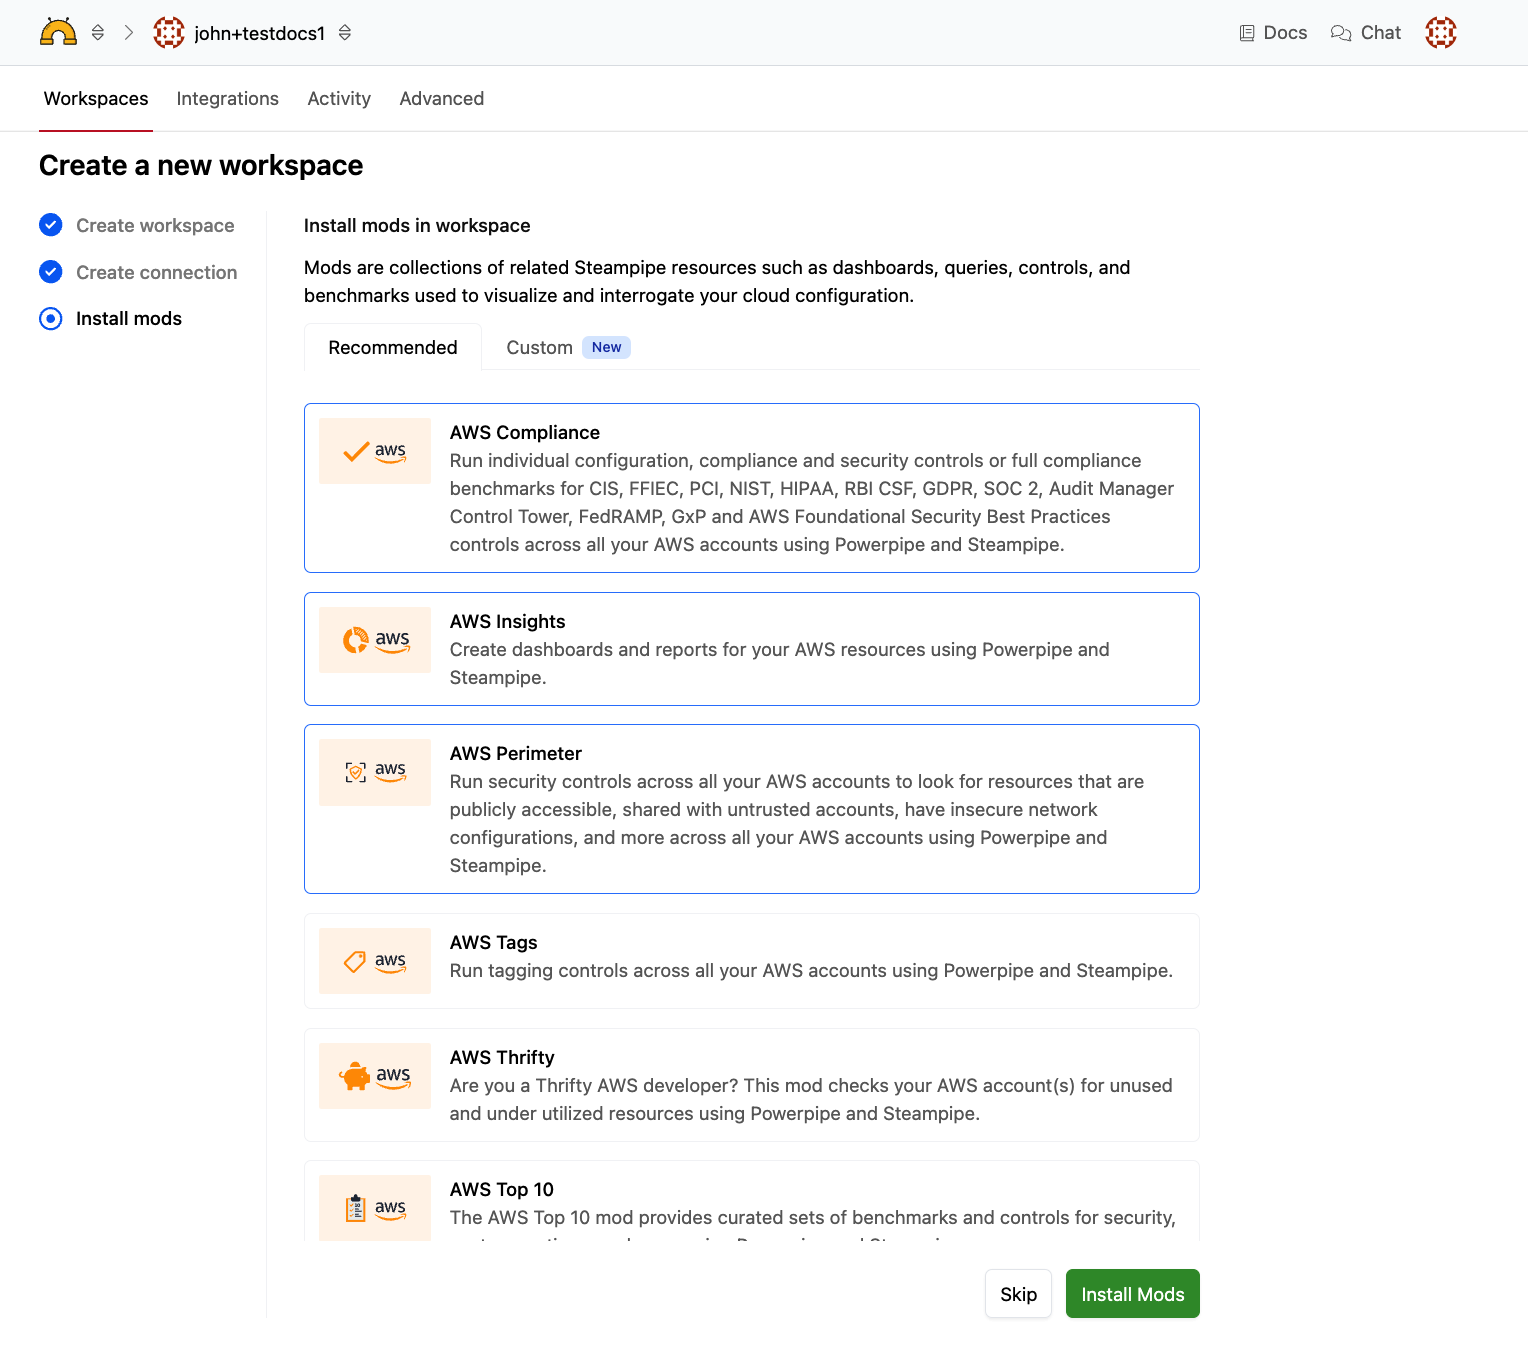 john+testdocs1
Docs
Chat
Workspaces
Integrations
Activity
Advanced
Create a new workspace
Create workspace
Create connection
Install mods
Install mods in workspace
Mods are collections of related Steampipe resources such as dashboards, queries, controls, and
benchmarks used to visualize and interrogate your cloud configuration.
Recommended
Custom
New
aws
AWS Compliance
Run individual configuration, compliance and security controls or full compliance
benchmarks for CIS, FFIEC, PCI, NIST, HIPAA, RBI CSF, GDPR, SOC 2, Audit Manager
Control Tower, FedRAMP, GxP and AWS Foundational Security Best Practices
controls across all your AWS accounts using Powerpipe and Steampipe.
aws
AWS Insights
Create dashboards and reports for your AWS resources using Powerpipe and
Steampipe.
aws
AWS Perimeter
Run security controls across all your AWS accounts to look for resources that are
publicly accessible, shared with untrusted accounts, have insecure network
configurations, and more across all your AWS accounts using Powerpipe and
Steampipe.
aws
AWS Tags
Run tagging controls across all your AWS accounts using Powerpipe and Steampipe.
aws
AWS Thrifty
Are you a Thrifty AWS developer? This mod checks your AWS account(s) for unused
and under utilized resources using Powerpipe and Steampipe.
aws
AWS Top 10
The AWS Top 10 mod provides curated sets of benchmarks and controls for security,
Skip
Install Mods